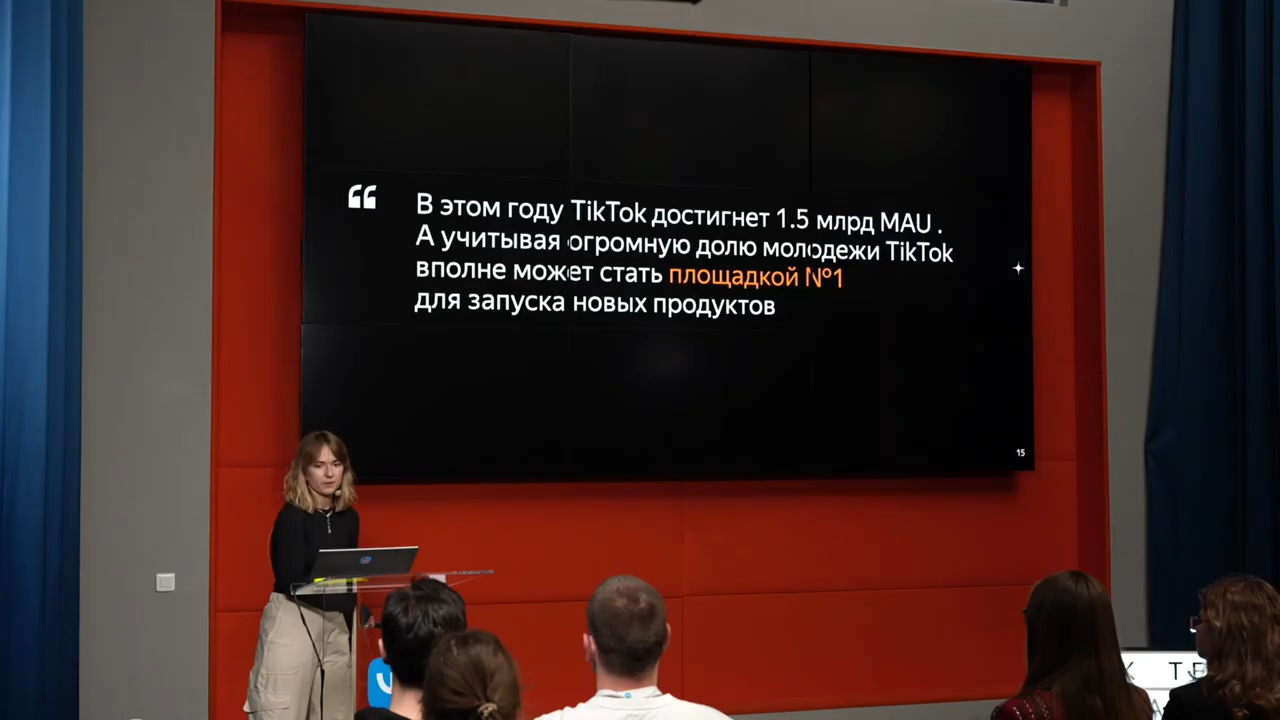 “
В этом году TikTok достигнет 1.5 млрд MAU .
А учитывая огромную долю молодежи TikTok
вполне может стать площадкой №1
для запуска новых продуктов
15